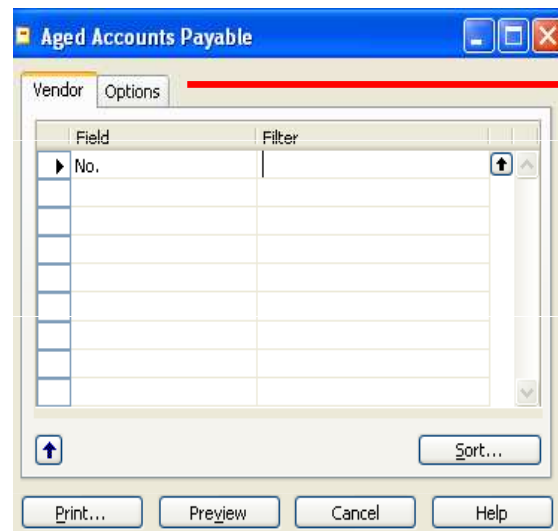 Aged Accounts Payable
Vendor Options
Field Filter
No.
Sort...
Print... Preview Cancel Help